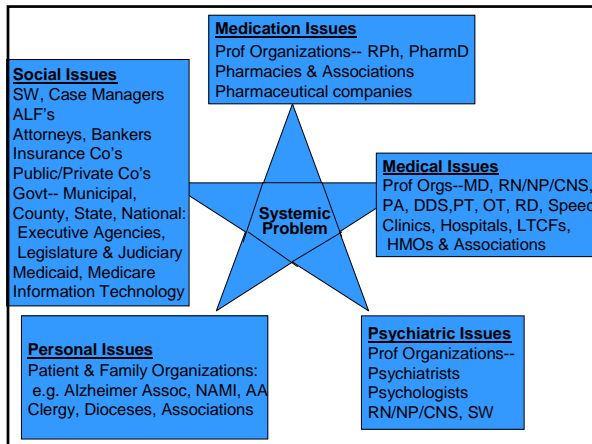 Medication Issues
Prof Organizations-- RPh, PharmD
Pharmacies & Associations
Pharmaceutical companies
Social Issues
SW, Case Managers
ALF's
Attorneys, Bankers
Insurance Co's
Public/Private Co's
Govt-- Municipal,
County, State, National:
Executive Agencies,
Legislature & Judiciary
Medicaid, Medicare
Information Technology
Systemic
Problem
Medical Issues
Prof Orgs--MD, RN/NP/CNS,
PA, DDS,PT, OT, RD, Speec
Clinics, Hospitals, LTCFs,
HMOs & Associations
Personal Issues
Patient & Family Organizations:
e.g. Alzheimer Assoc, NAMI, AA
Clergy, Dioceses, Associations
Psychiatric Issues
Prof Organizations--
Psychiatrists
Psychologists
RN/NP/CNS, SW